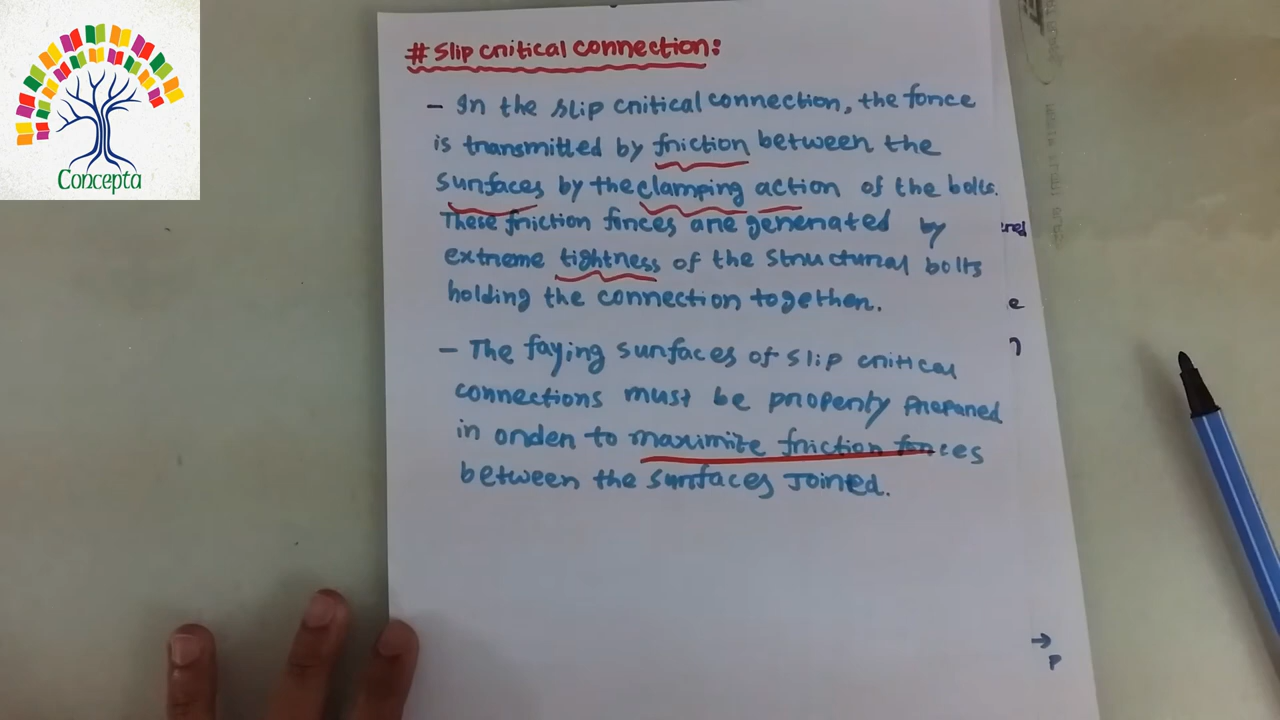 Concepta
# Slip critical connection:
- In the slip critical connection, the force
is transmitted by friction between the
surfaces by the clamping action of the bolts.
These friction forces are generated by
extreme tightness of the structural bolts
holding the connection together.
- The faying surfaces of slip critical
connections must be properly prepared
in order to maximize friction forces
between the surfaces joined.
→
P